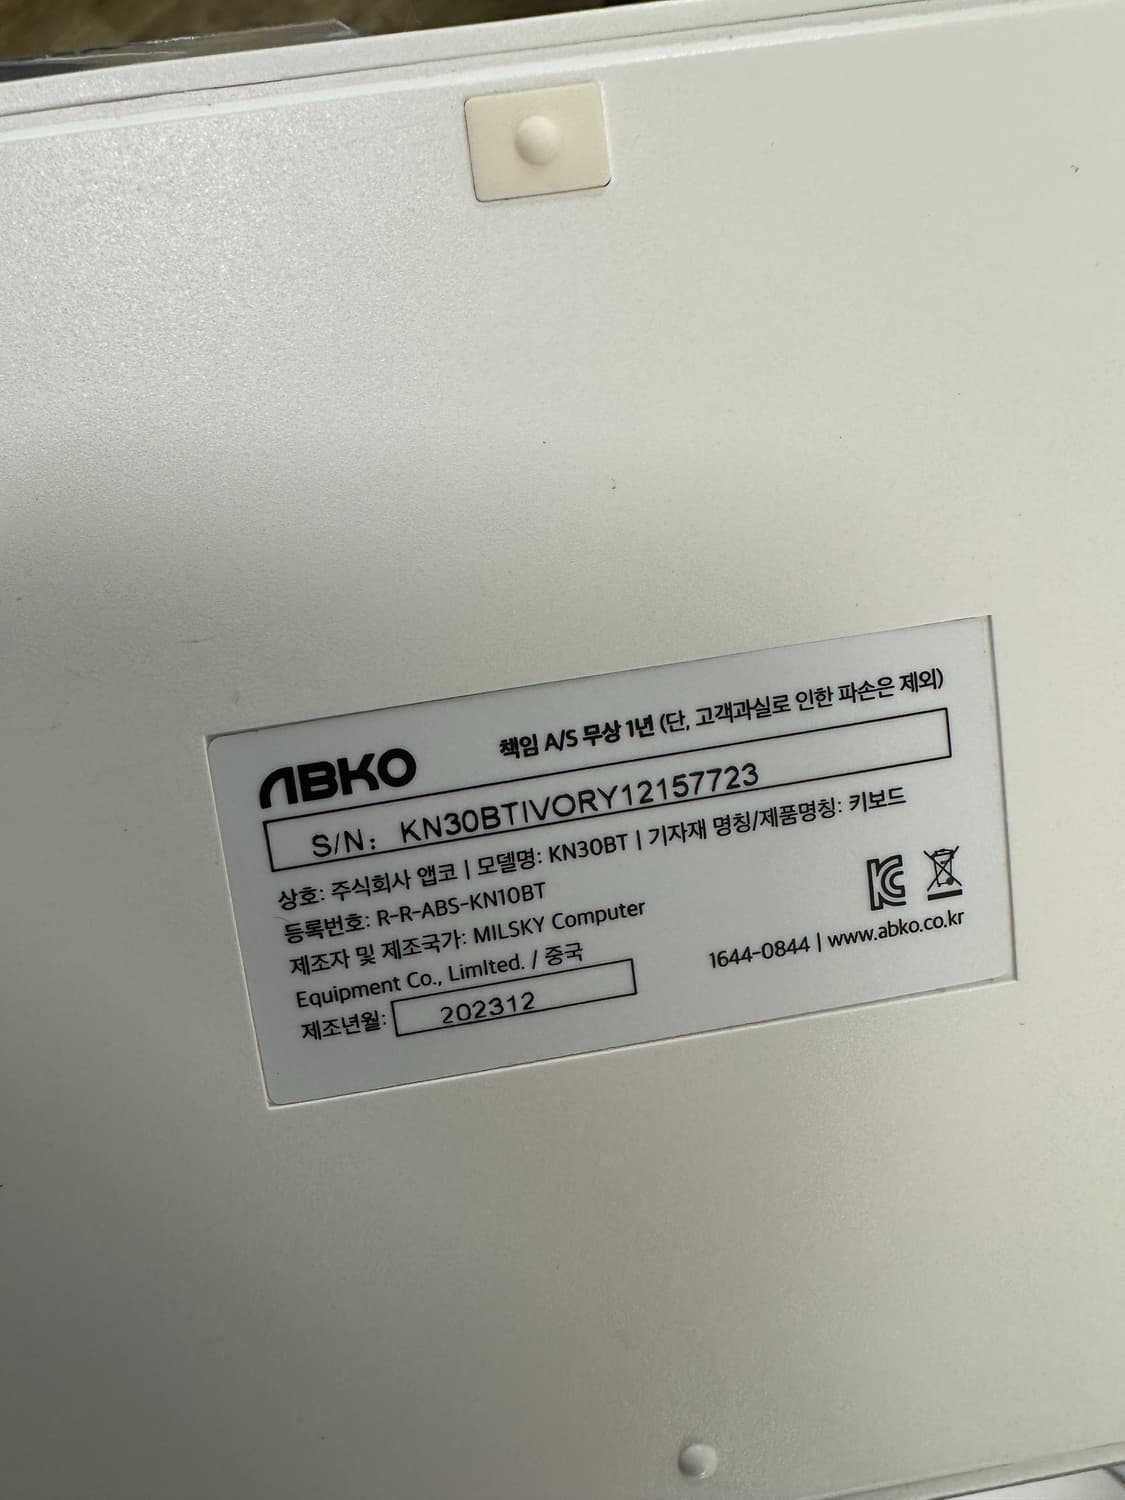 ABKO
책임 A/S 무상 1년 (단, 고객과실로 인한 파손은 제외)
S/N: KN30BTIVORY12157723
상호: 주식회사 앱코 | 모델명: KN30BT | 기자재 명칭/제품명칭: 키보드
등록번호: R-R-ABS-KN10BT
제조자 및 제조국가: MILSKY Computer
Equipment Co., Limlted. / 중국
제조년월: 202312
1644-0844 | www.abko.co.kr